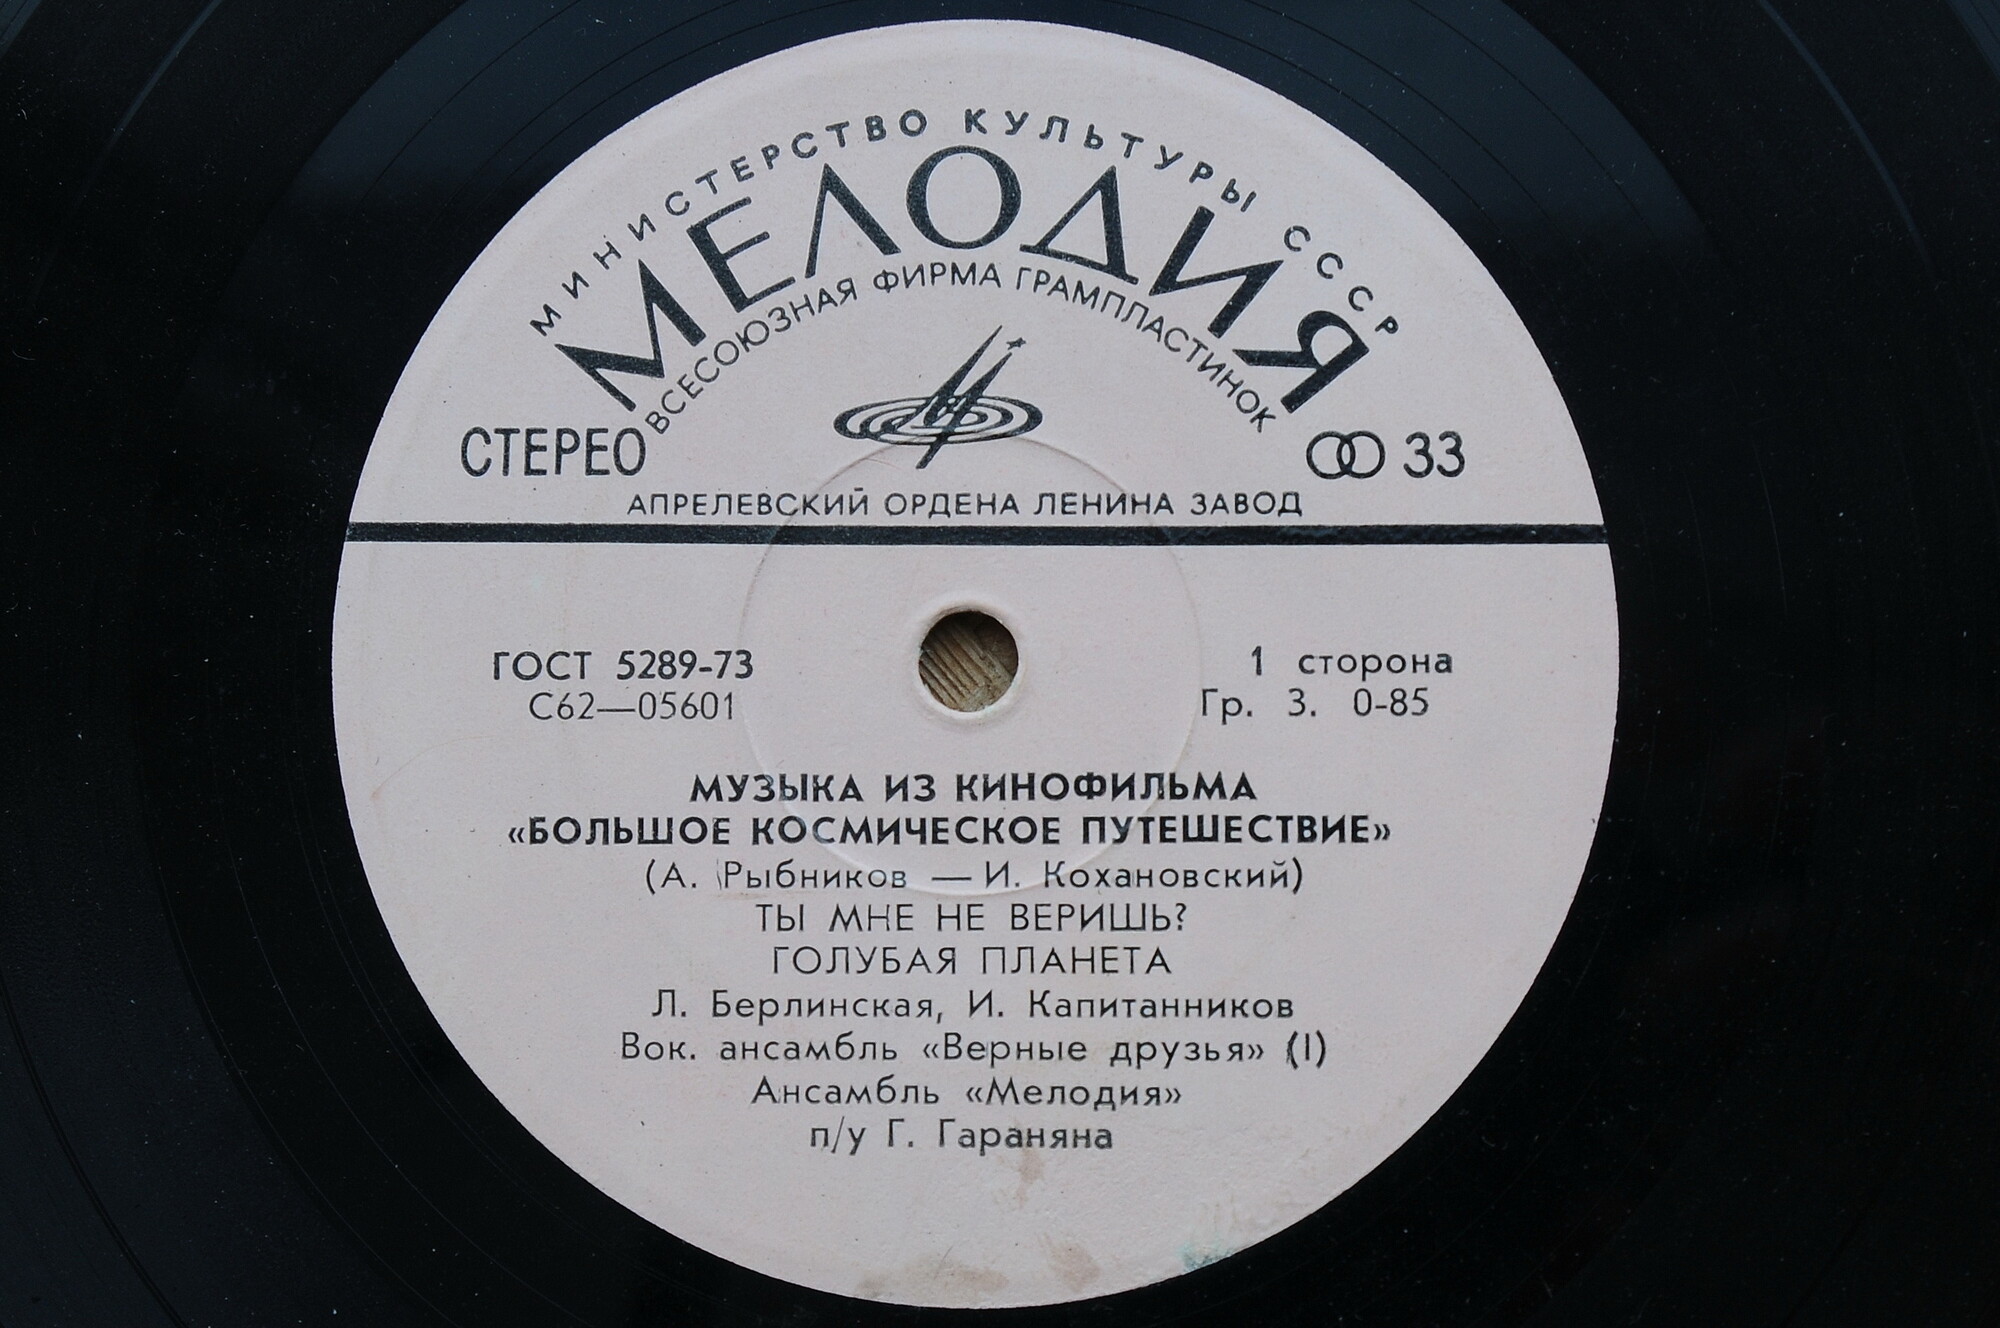 МИНИСТЕРСТВО КУЛЬТУРЫ СССР
МЕЛОДИЯ
ВСЕСОЮЗНАЯ ФИРМА ГРАМПЛАСТИНОК
СТЕРЕО
33
АПРЕЛЕВСКИЙ ОРДЕНА ЛЕНИНА ЗАВОД
ГОСТ 5289-73
1 сторона
С62—05601
Гр. 3. 0-85
МУЗЫКА ИЗ КИНОФИЛЬМА
«БОЛЬШОЕ КОСМИЧЕСКОЕ ПУТЕШЕСТВИЕ»
(А. Рыбников — И. Кохановский)
ТЫ МНЕ НЕ ВЕРИШЬ?
ГОЛУБАЯ ПЛАНЕТА
Л. Берлинская, И. Капитанников
Вок. ансамбль «Верные друзья» (I)
Ансамбль «Мелодия»
п/у Г. Гараняна